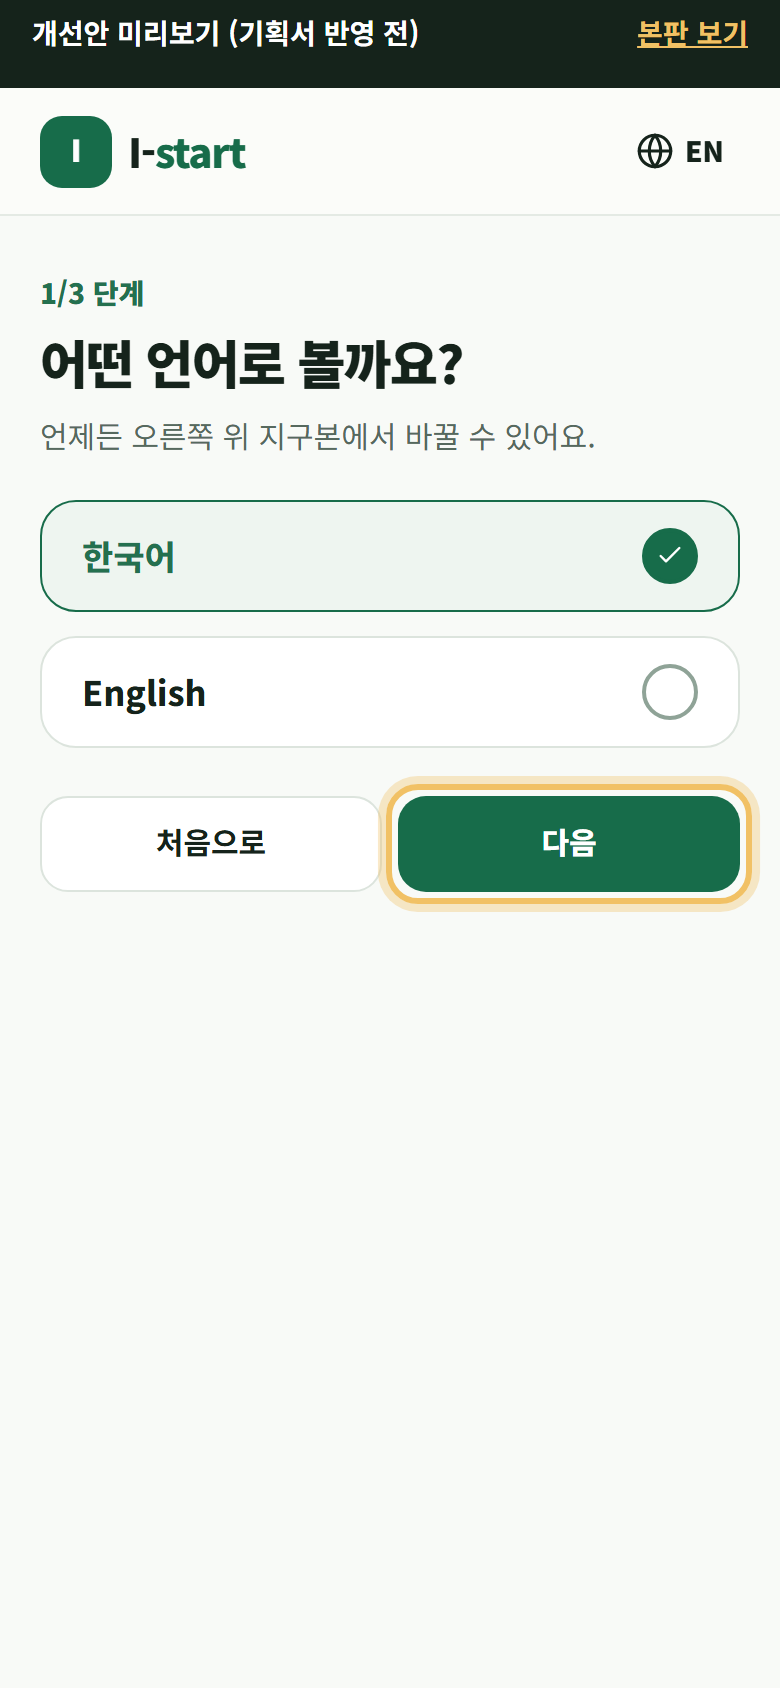 개선안 미리보기 (기획서 반영 전) 본판 보기
I I-start EN
1/3 단계
어떤 언어로 볼까요?
언제든 오른쪽 위 지구본에서 바꿀 수 있어요.
한국어
English
처음으로 다음